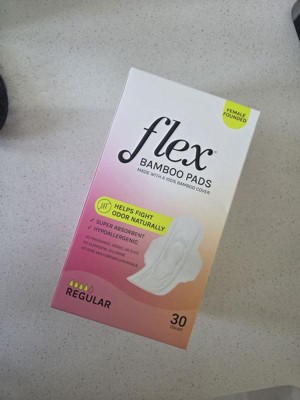 FEMALE
FOUNDED
flex®
BAMBOO PADS
MADE WITH A 100% BAMBOO COVER
HELPS FIGHT
ODOR NATURALLY
✓ SUPER ABSORBENT
✓ HYPOALLERGENIC
REGULAR
30
COUNT